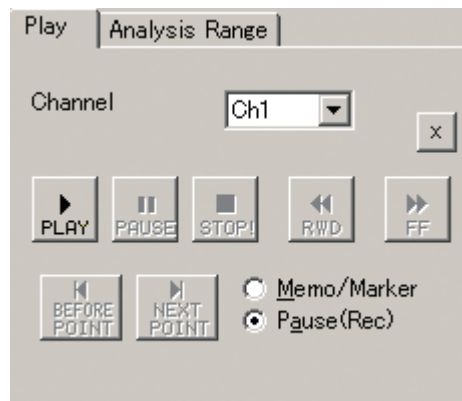 Play Analysis Range
Channel Ch1
x
PLAY PAUSE STOP! RWD FF
BEFORE POINT NEXT POINT Memo/Marker
Pause(Rec)